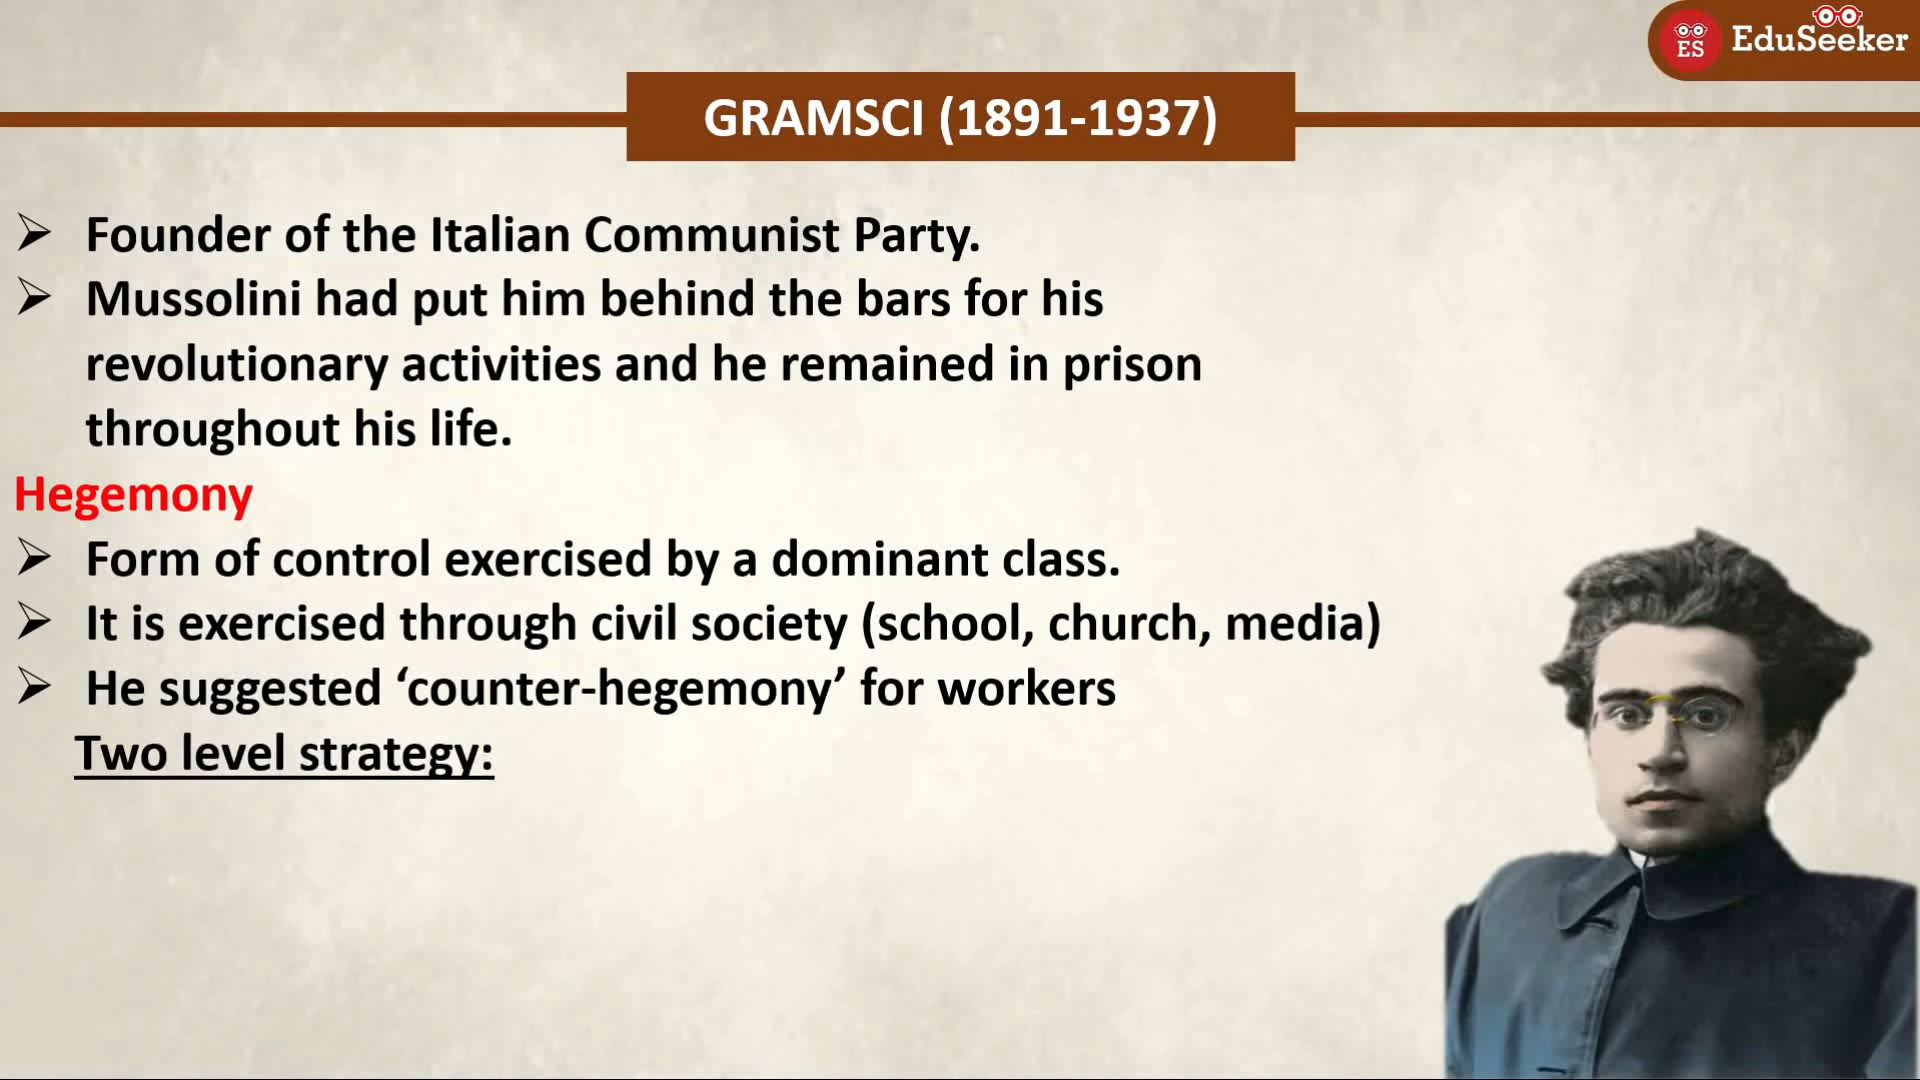 ES EduSeeker
GRAMSCI (1891-1937)
➢ Founder of the Italian Communist Party.
➢ Mussolini had put him behind the bars for his
revolutionary activities and he remained in prison
throughout his life.
Hegemony
➢ Form of control exercised by a dominant class.
➢ It is exercised through civil society (school, church, media)
➢ He suggested ‘counter-hegemony’ for workers
Two level strategy: